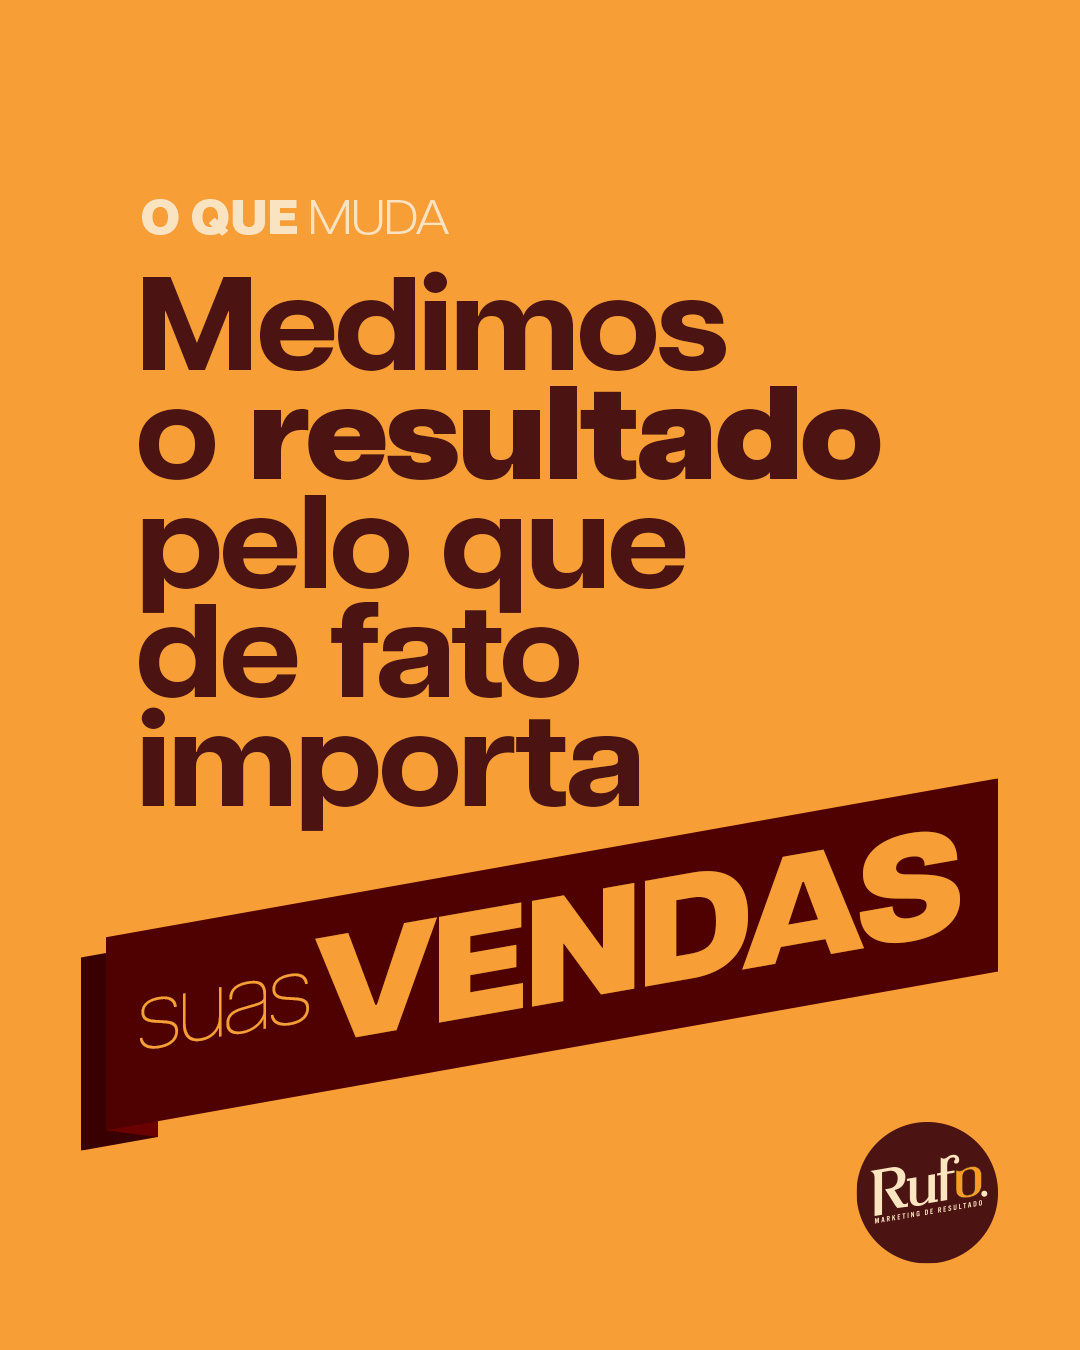 O QUE MUDA
Medimos
o resultado
pelo que
de fato
importa
suas VENDAS
Rufo.
MARKETING DE RESULTADO